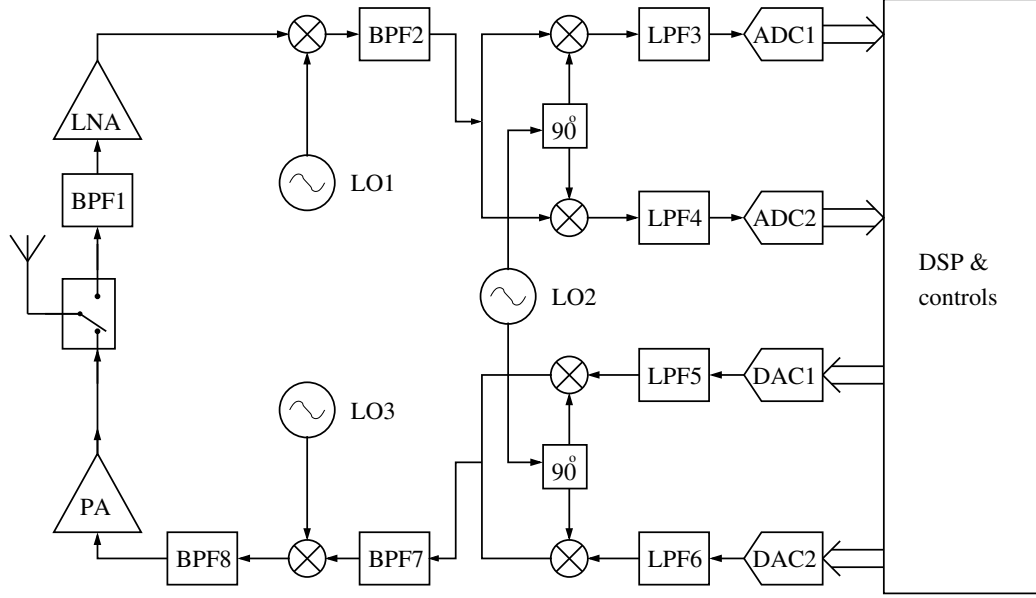 BPF2
LPF3
ADC1
LNA
90°
LO1
BPF1
LPF4
ADC2
DSP &
controls
LO2
LPF5
DAC1
LO3
90°
PA
BPF8
BPF7
LPF6
DAC2